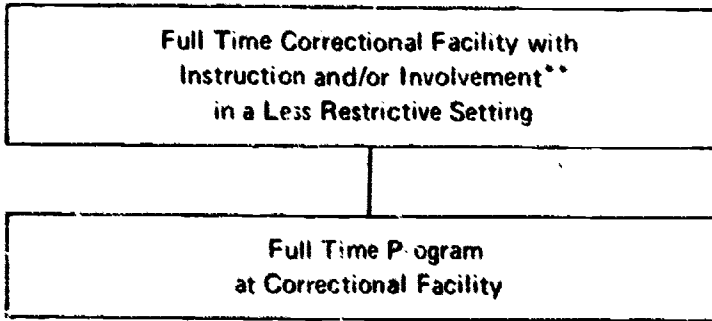 Full Time Correctional Facility with
Instruction and/or Involvement**
in a Less Restrictive Setting
Full Time Program
at Correctional Facility